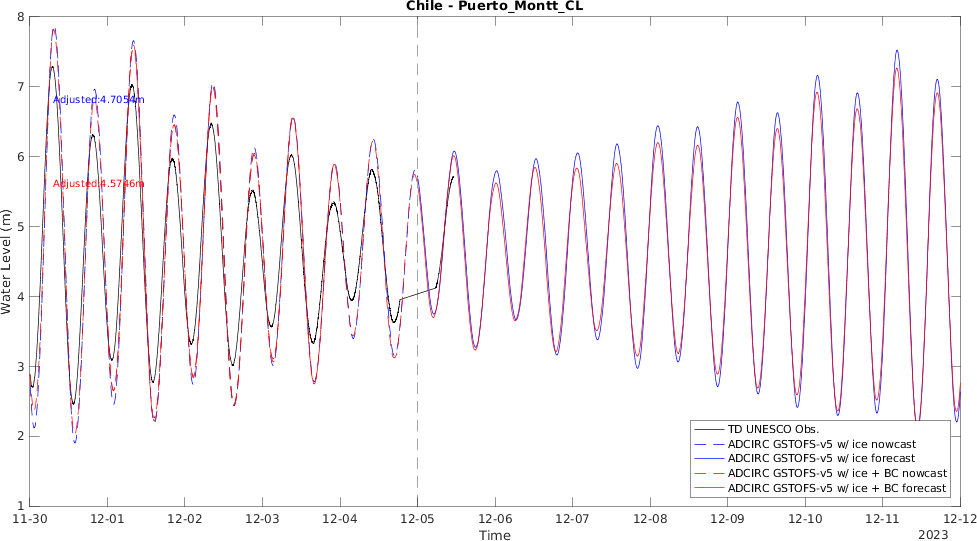 Chile - Puerto_Montt_CL
8
7
Adjusted:4.7054m
6
Adjusted:4.5746m
5
Water Level (m)
4
3
2
1
TD UNESCO Obs.
ADCIRC GSTOFS-v5 w/ ice nowcast
ADCIRC GSTOFS-v5 w/ ice forecast
ADCIRC GSTOFS-v5 w/ ice + BC nowcast
ADCIRC GSTOFS-v5 w/ ice + BC forecast
11-30 12-01 12-02 12-03 12-04 12-05 12-06 12-07 12-08 12-09 12-10 12-11 12-12
Time
2023